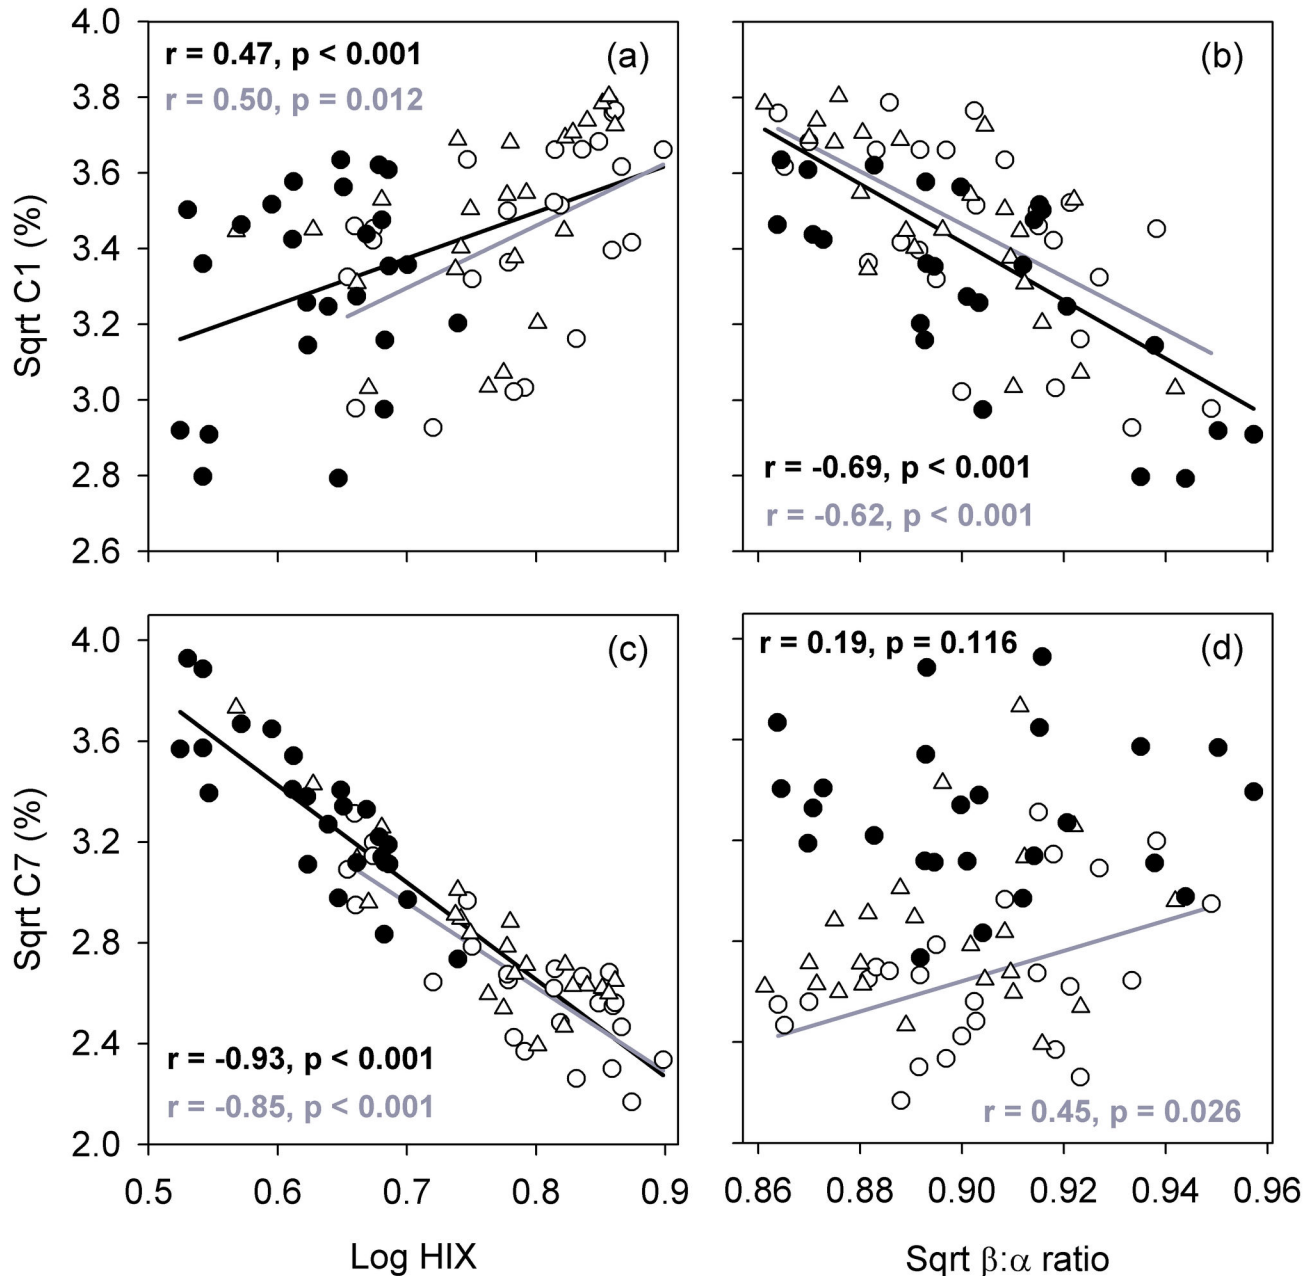 4.0
3.8
3.6
3.4
3.2
3.0
2.8
2.6
Sqrt C1 (%)
r = 0.47, p < 0.001
r = 0.50, p = 0.012
(a)
(b)
r = -0.69, p < 0.001
r = -0.62, p < 0.001
4.0
3.6
3.2
2.8
2.4
2.0
Sqrt C7 (%)
(c)
r = -0.93, p < 0.001
r = -0.85, p < 0.001
0.5 0.6 0.7 0.8 0.9
Log HIX
r = 0.19, p = 0.116
(d)
r = 0.45, p = 0.026
0.86 0.88 0.90 0.92 0.94 0.96
Sqrt β:α ratio